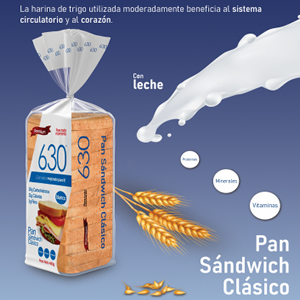 La harina de trigo utilizada moderadamente beneficia al sistema
circulatorio y al corazón.
Con
leche
630
630
Pan Sándwich Clásico
Pan
Sándwich
Clásico
Proteínas
Minerales
Vitaminas
Pan
Sándwich
Clásico